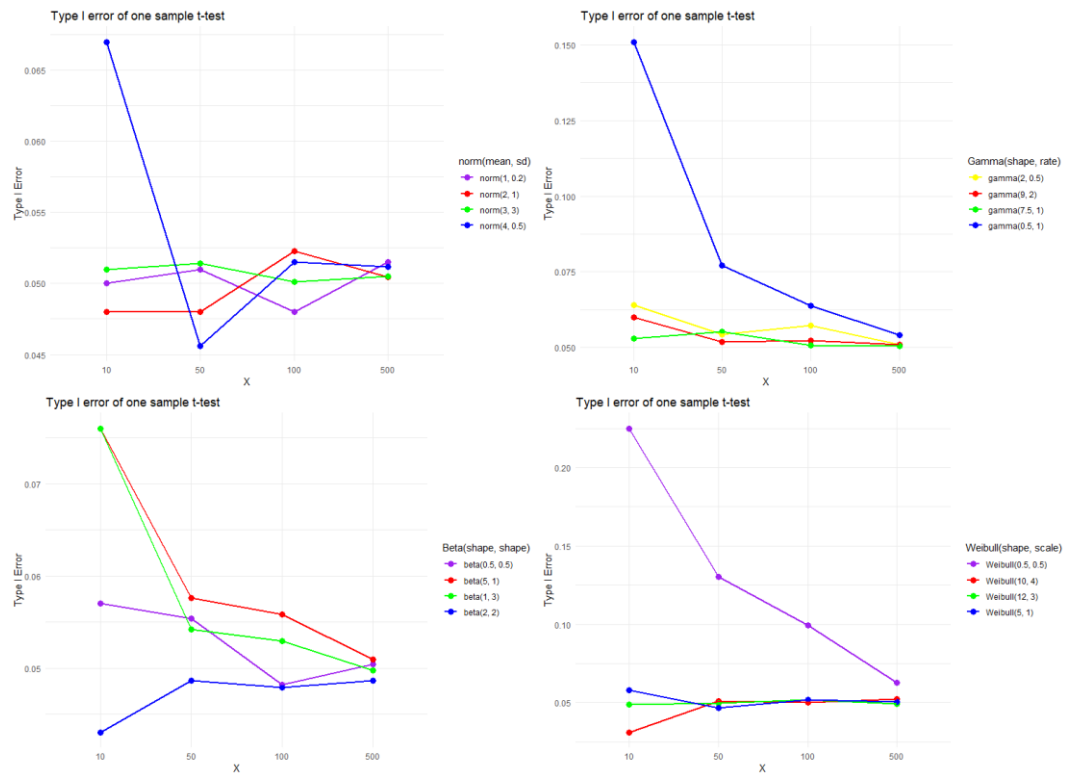 Type I error of one sample t-test
0.065
0.060
0.055
0.050
0.045
Type I Error
10
50
100
500
X
norm(mean, sd)
norm(1, 0.2)
norm(2, 1)
norm(3, 3)
norm(4, 0.5)
Type I error of one sample t-test
0.150
0.125
0.100
0.075
0.050
Type I Error
10
50
100
500
X
Gamma(shape, rate)
gamma(2, 0.5)
gamma(9, 2)
gamma(7.5, 1)
gamma(0.5, 1)
Type I error of one sample t-test
0.07
0.06
0.05
Type I Error
10
50
100
500
X
Beta(shape, shape)
beta(0.5, 0.5)
beta(5, 1)
beta(1, 3)
beta(2, 2)
Type I error of one sample t-test
0.20
0.15
0.10
0.05
Type I Error
10
50
100
500
X
Weibull(shape, scale)
Weibull(0.5, 0.5)
Weibull(10, 4)
Weibull(12, 3)
Weibull(5, 1)